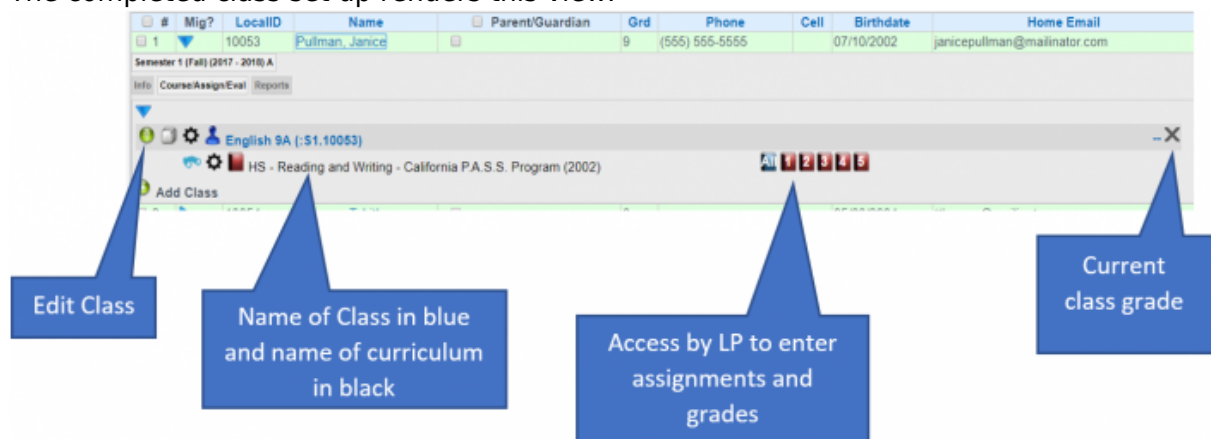 The completed class set up renders this view.
# Mig? LocalID Name Parent/Guardian Grd Phone Cell Birthdate Home Email
1 10053 Pullman, Janice 9 (555) 555-5555 07/10/2002 janicepullman@mailinator.com
Semester 1 (Fall) (2017 - 2018) A
Info Course/Assign/Eval Reports
English 9A (:S1.10053)
HS - Reading and Writing - California P.A.S.S. Program (2002) AT 1 2 3 4 5
Add Class
Edit Class
Name of Class in blue
and name of curriculum
in black
Access by LP to enter
assignments and
grades
Current
class grade